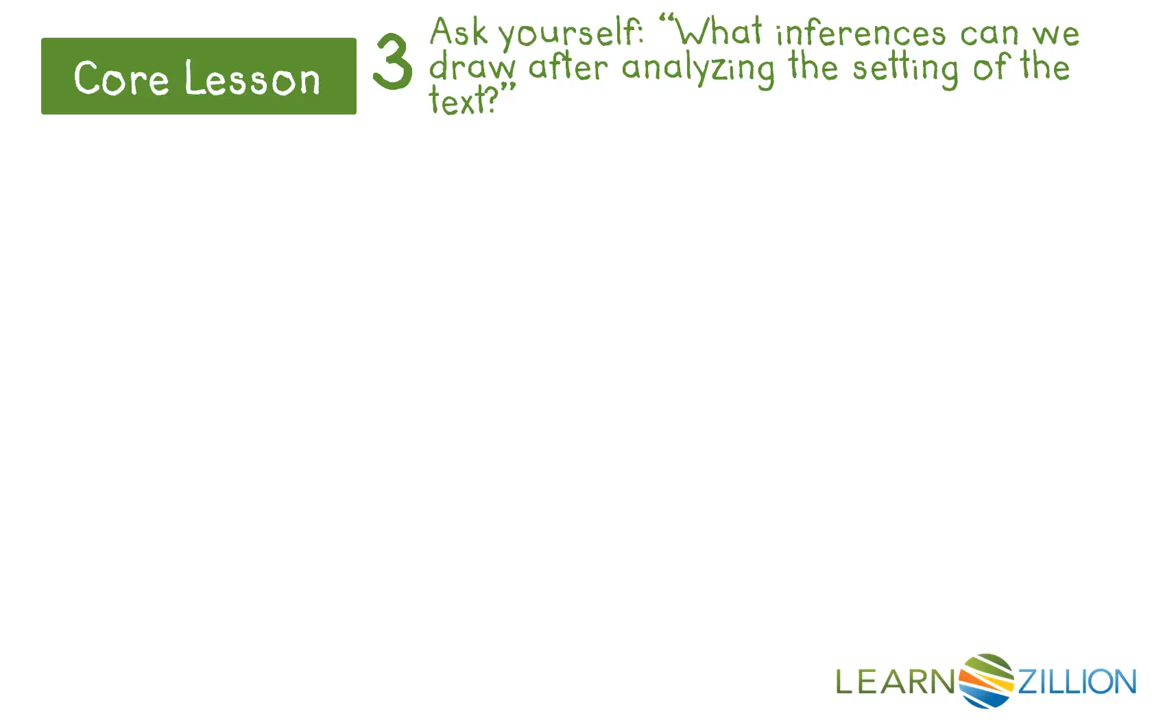 Core Lesson
3
Ask yourself: “What inferences can we
draw after analyzing the setting of the
text?”
LEARN ZILLION